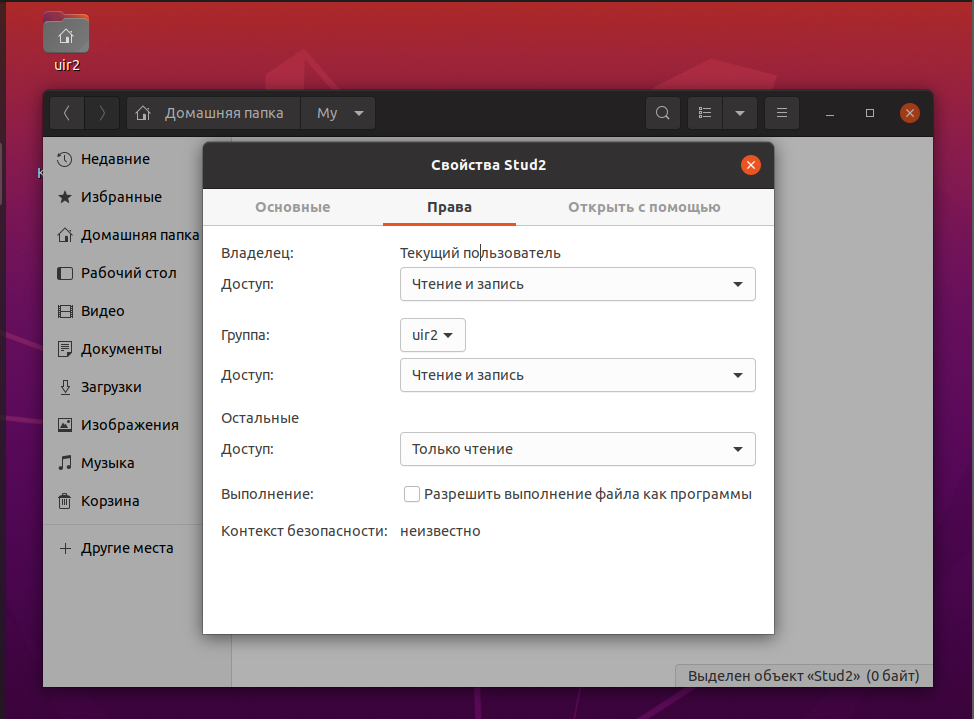 uir2
Домашняя папка My
К
Недавние
Избранные
Домашняя папка
Рабочий стол
Видео
Документы
Загрузки
Изображения
Музыка
Корзина
Другие места
Свойства Stud2
Основные Права Открыть с помощью
Владелец: Текущий пользователь
Доступ: Чтение и запись
Группа: uir2
Доступ: Чтение и запись
Остальные
Доступ: Только чтение
Выполнение: Разрешить выполнение файла как программы
Контекст безопасности: неизвестно
Выделен объект «Stud2» (0 байт)